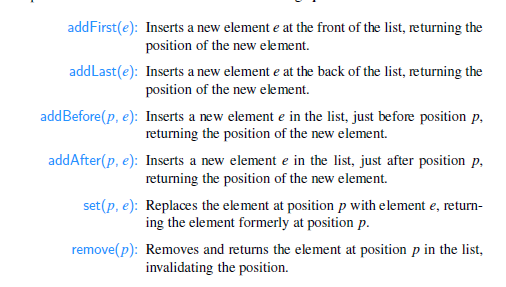 addFirst(e): Inserts a new element e at the front of the list, returning the
position of the new element.
addLast(e): Inserts a new element e at the back of the list, returning the
position of the new element.
addBefore(p, e): Inserts a new element e in the list, just before position p,
returning the position of the new element.
addAfter(p, e): Inserts a new element e in the list, just after position p,
returning the position of the new element.
set(p, e): Replaces the element at position p with element e, return-
ing the element formerly at position p.
remove(p): Removes and returns the element at position p in the list,
invalidating the position.